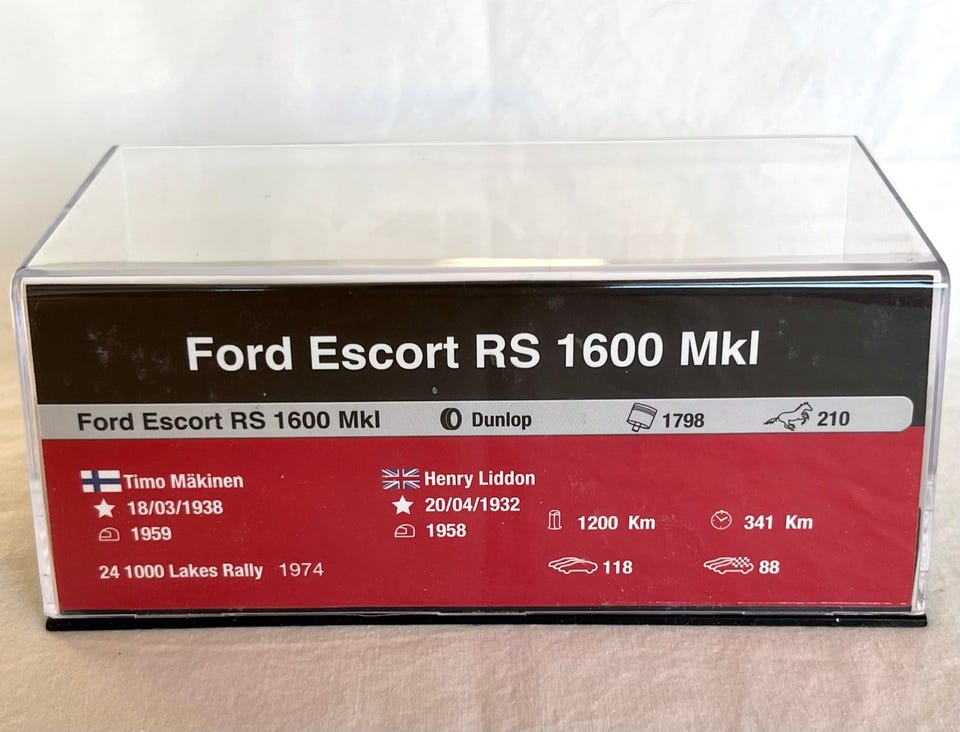 Ford Escort RS 1600 MkI
Ford Escort RS 1600 MkI Dunlop 1798 210
Timo Mäkinen Henry Liddon
18/03/1938 20/04/1932
1959 1958 1200 Km 341 Km
24 1000 Lakes Rally 1974 118 88